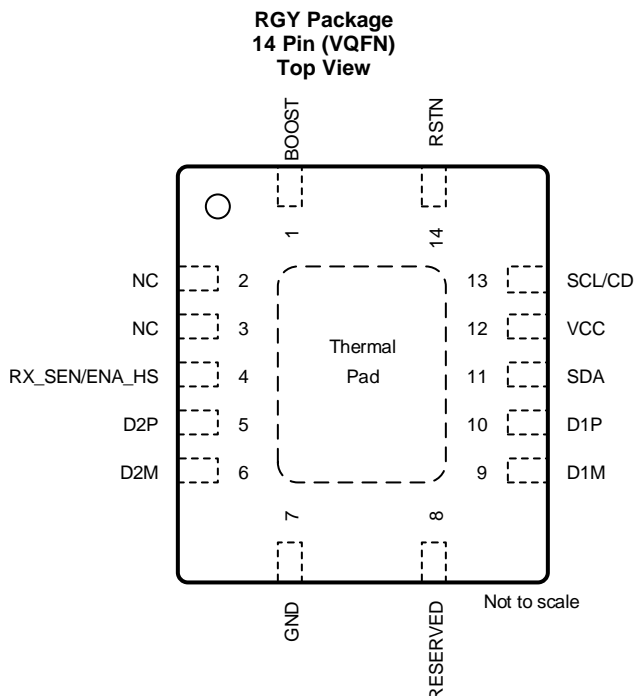 RGY Package
14 Pin (VQFN)
Top View
BOOST
RSTN
1
14
NC 2
13 SCL/CD
NC 3
12 VCC
RX_SEN/ENA_HS 4
11 SDA
D2P 5
10 D1P
D2M 6
9 D1M
Thermal
Pad
7
8
GND
RESERVED
Not to scale